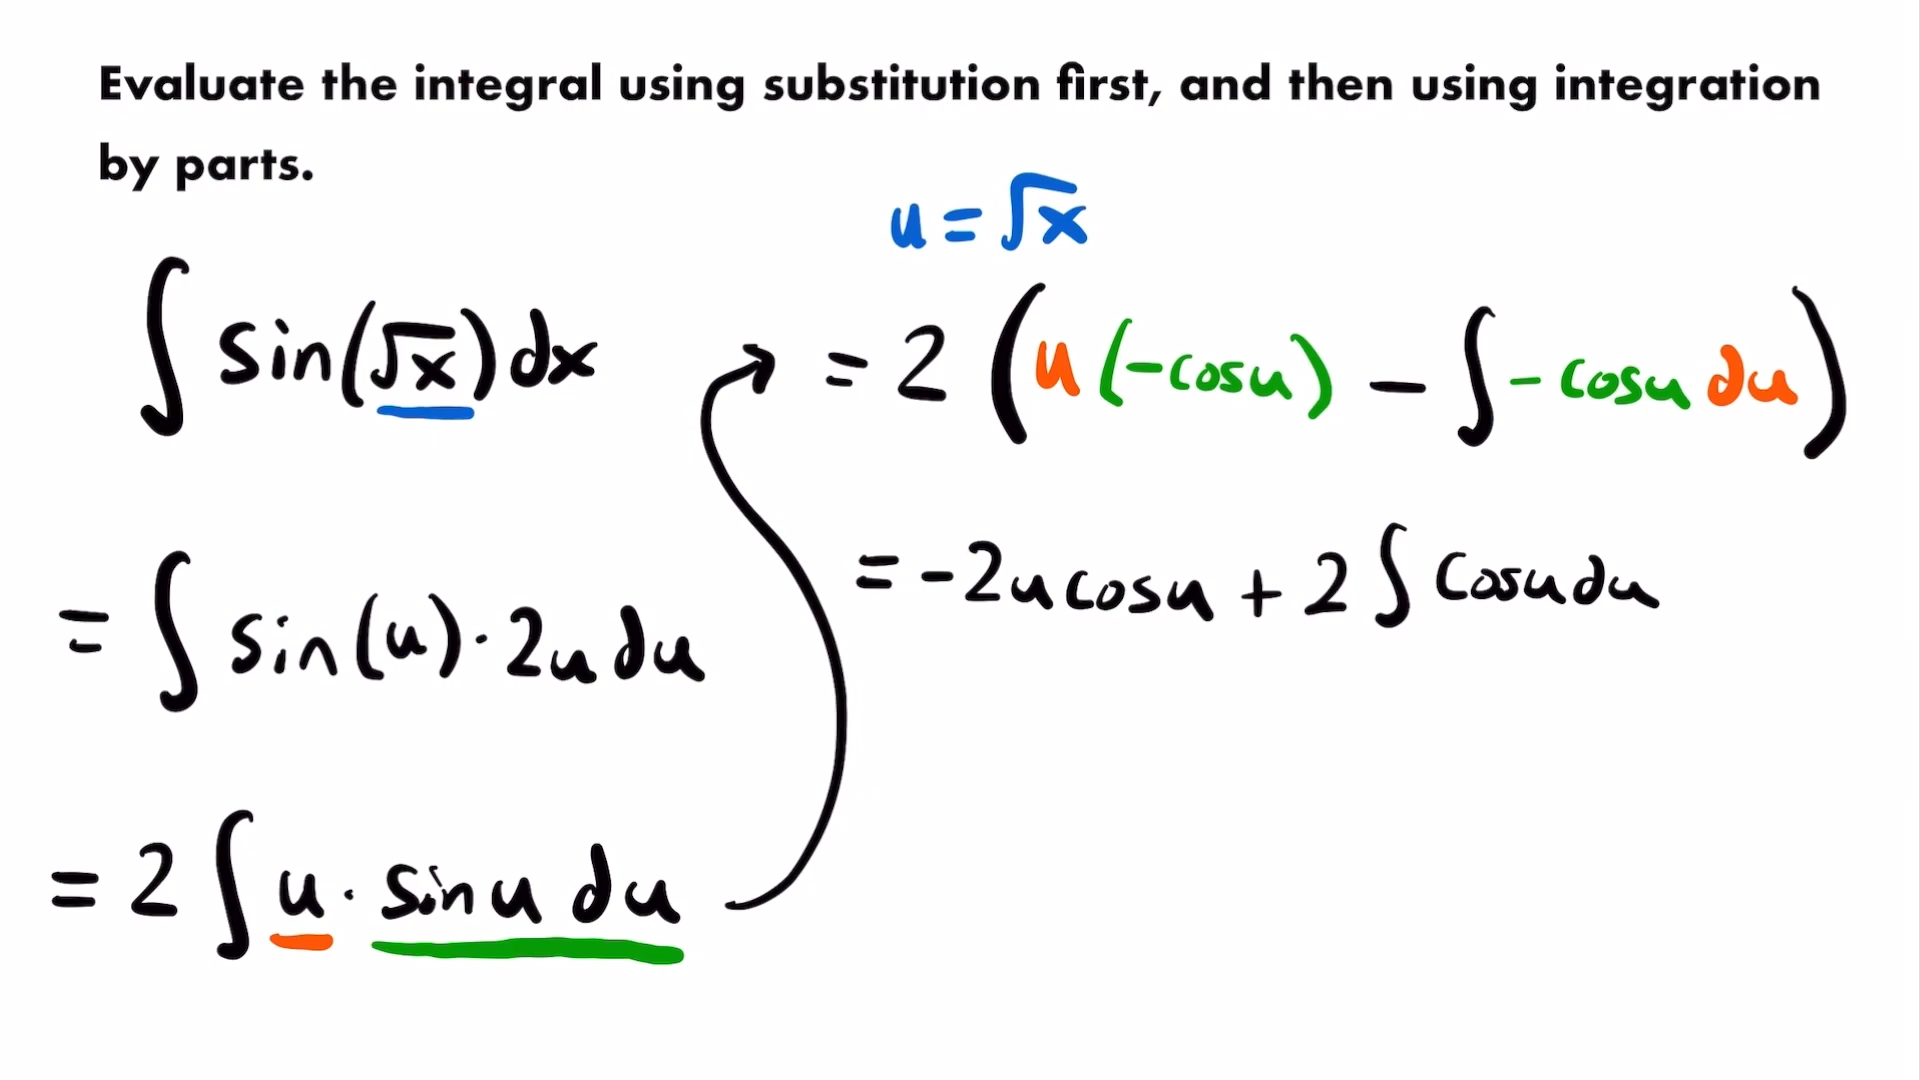 Evaluate the integral using substitution first, and then using integration
by parts.
u = √x
∫ sin(√x) dx
= ∫ sin(u) · 2u du
= 2 ∫ u · sin u du
= 2 (u(-cos u) - ∫ - cos u du)
= -2u cos u + 2 ∫ cos u du